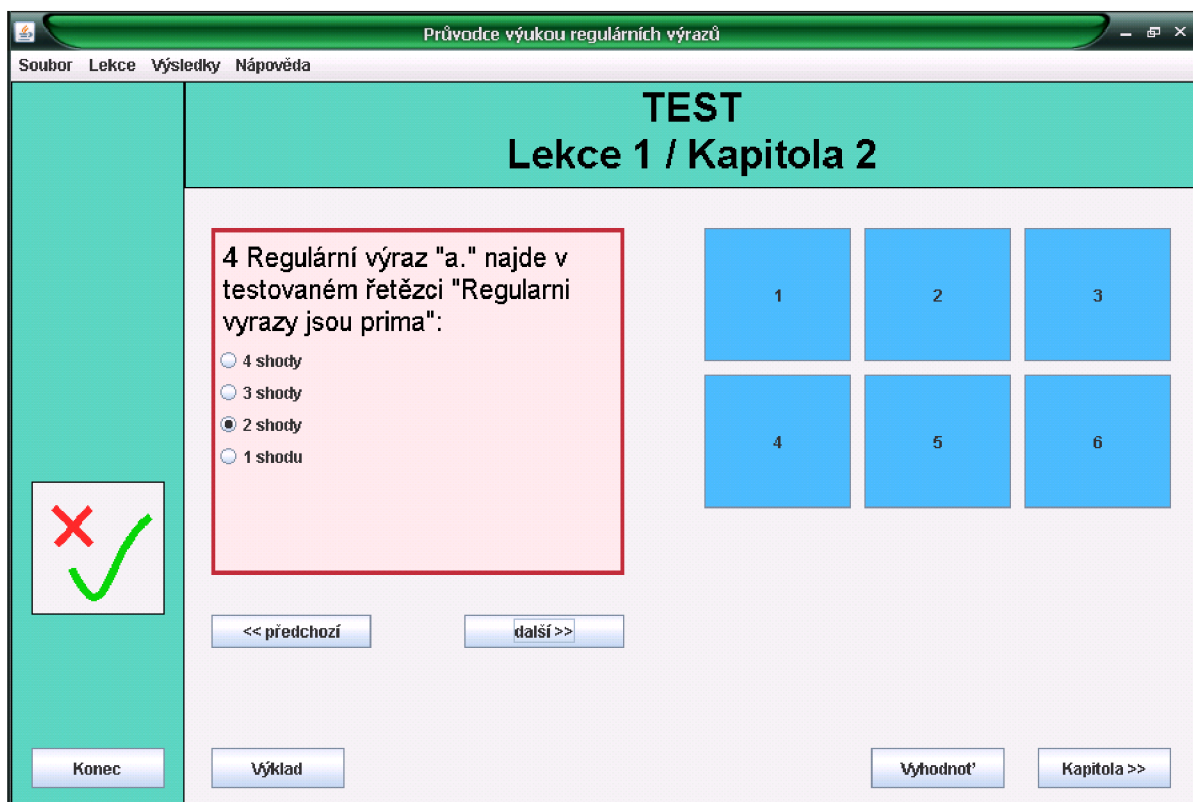 Průvodce výukou regulárních výrazů
Soubor Lekce Výsledky Nápověda
TEST
Lekce 1 / Kapitola 2
4 Regulární výraz "a." najde v
testovaném řetězci "Regularni
vyrazy jsou prima":
4 shody
3 shody
2 shody
1 shodu
1 2 3
4 5 6
<< předchozí další >>
Konec Výklad Vyhodnoť Kapitola >>